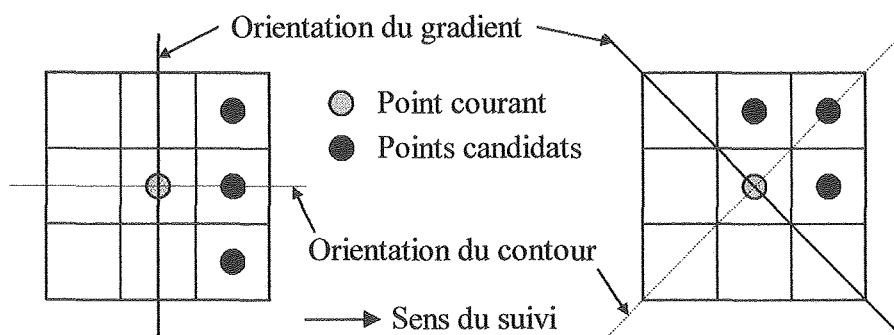 Orientation du gradient
Point courant
Points candidats
Orientation du contour
Sens du suivi